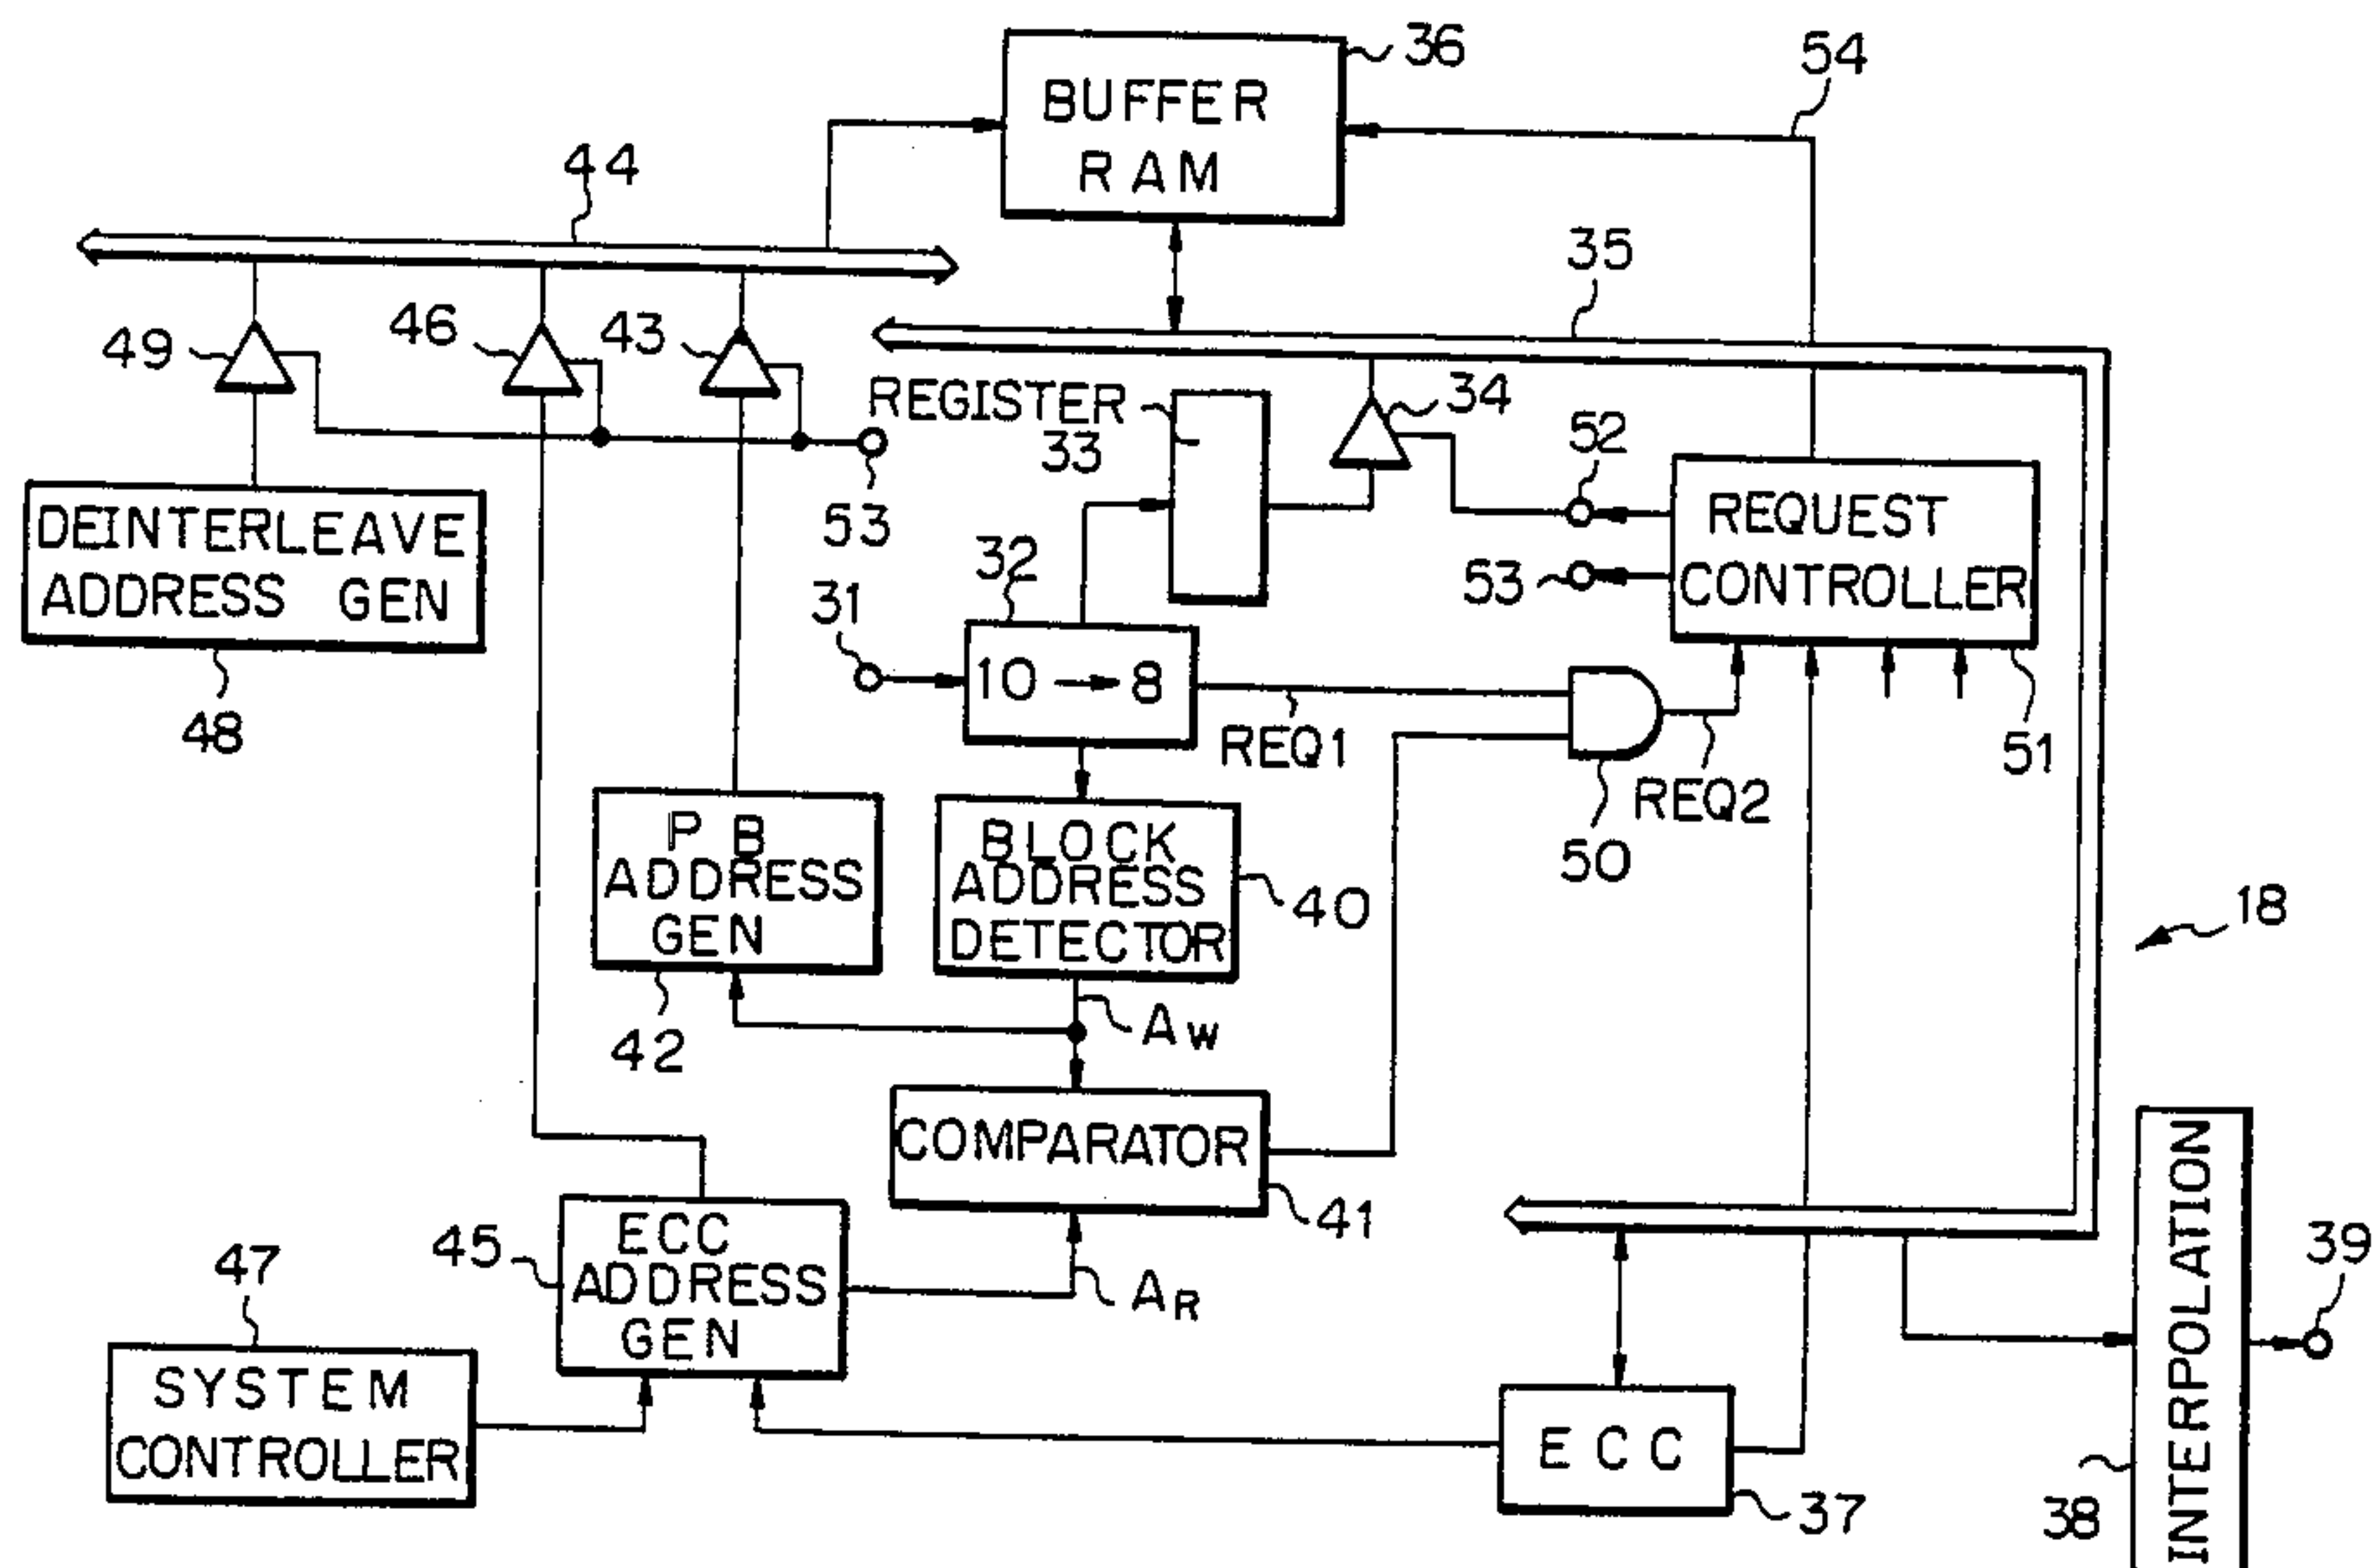 36
BUFFER
RAM
54
44
35
49
46
43
REGISTER
33
34
52
53
53
DEINTERLEAVE
ADDRESS GEN
48
REQUEST
CONTROLLER
51
32
31
10 → 8
REQ1
REQ2
50
PB
ADDRESS
GEN
42
BLOCK
ADDRESS
DETECTOR
40
18
AW
COMPARATOR
41
AR
45
ECC
ADDRESS
GEN
47
SYSTEM
CONTROLLER
ECC
37
INTERPOLATION
38
39